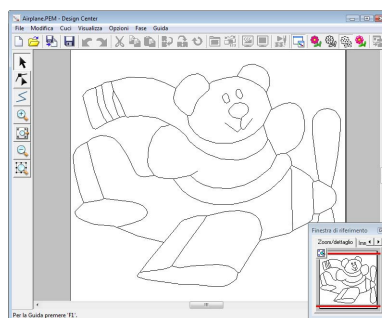 Airplane.PEM - Design Center
File Modifica Cuci Visualizza Opzioni Fase Guida
Finestra di riferimento
Zoom/dettaglio
Per la Guida premere 'F1'.